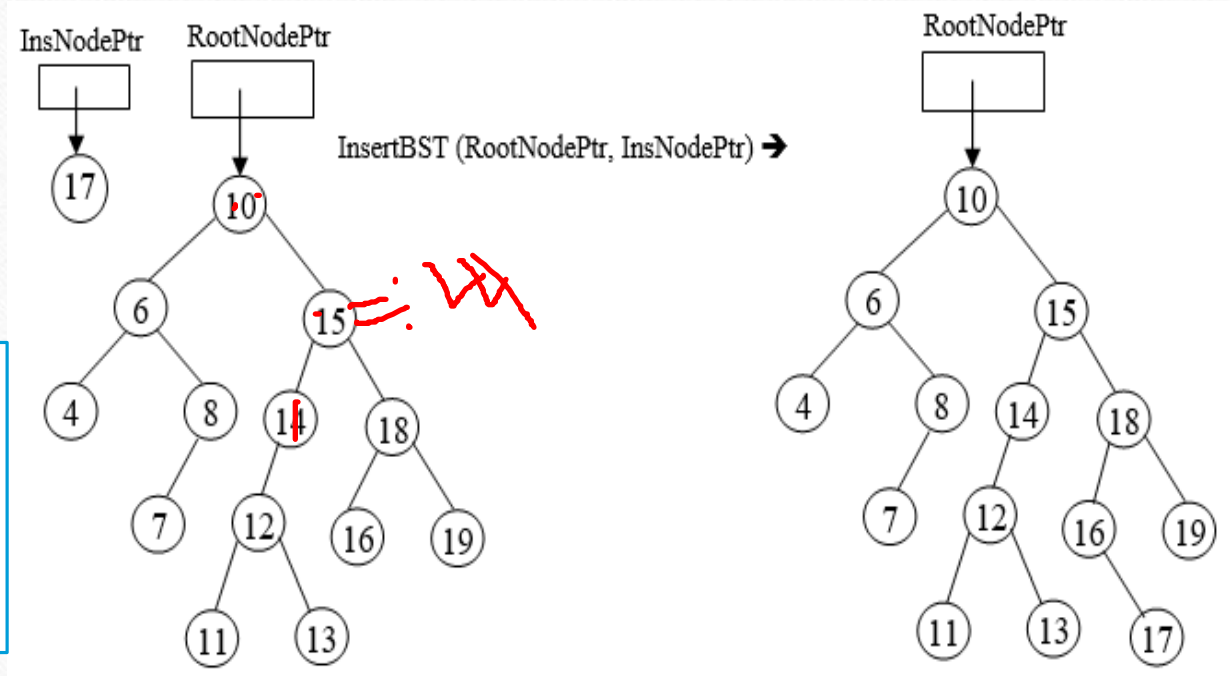 InsNodePtr RootNodePtr RootNodePtr
InsertBST (RootNodePtr, InsNodePtr) ➔
17 10 10
6 15 6 15
4 8 14 18 4 8 14 18
7 12 16 19 7 12 16 19
11 13 11 13 17